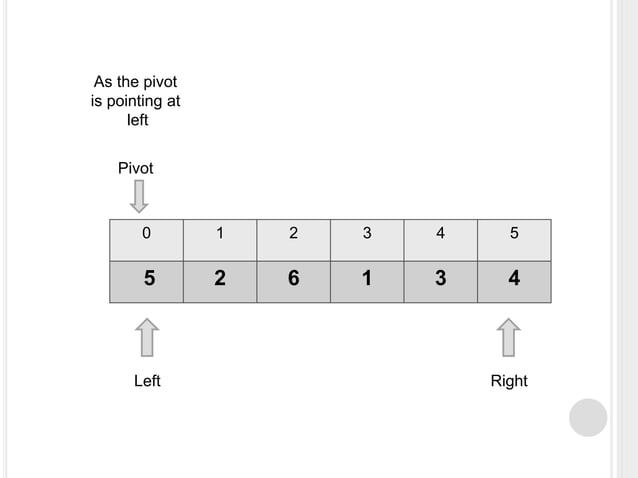 As the pivot
is pointing at
left
Pivot
0 1 2 3 4 5
5 2 6 1 3 4
Left Right